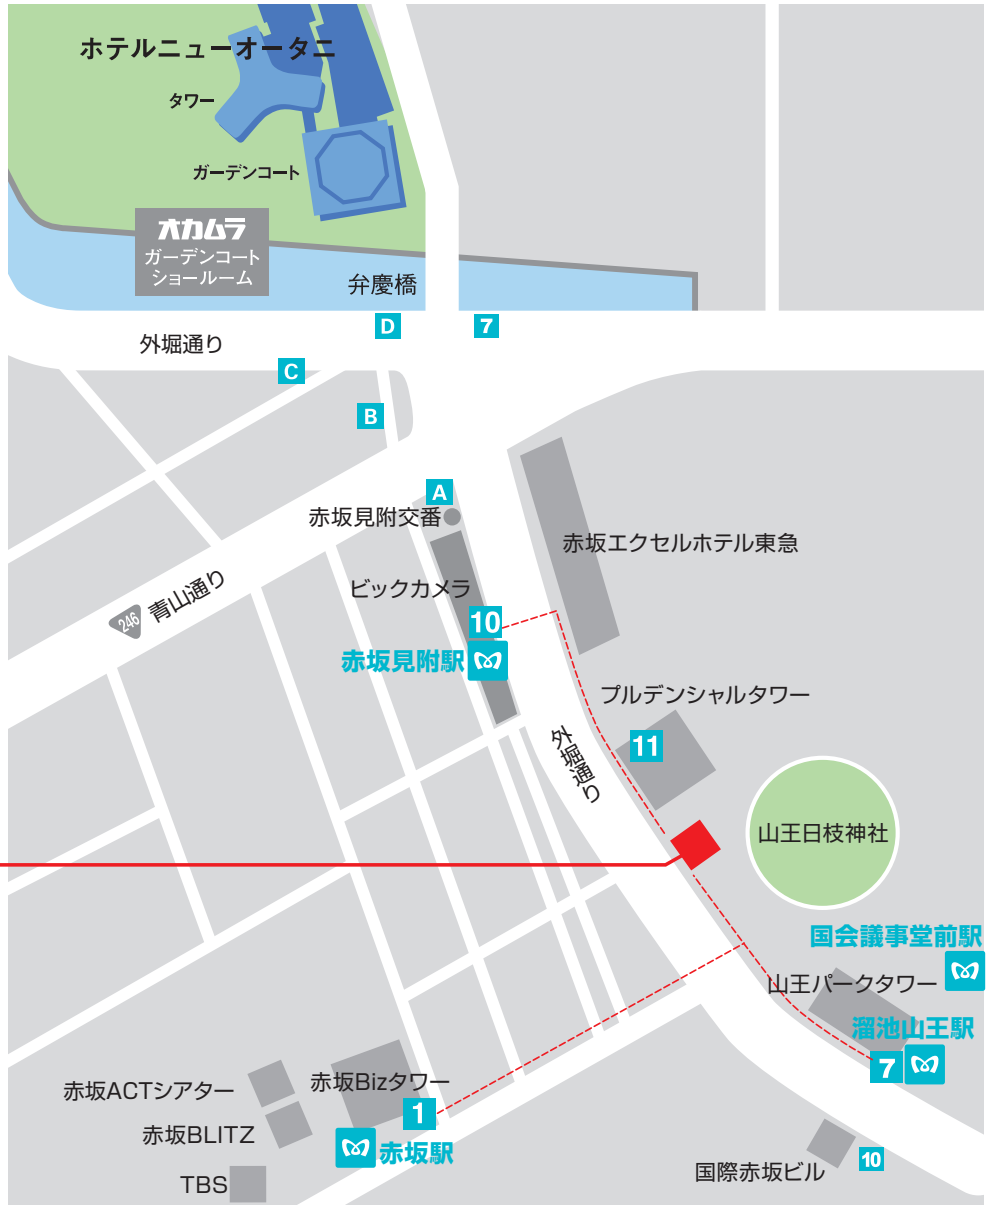 ホテルニューオータニ
タワー
ガーデンコート
オカムラ
ガーデンコート
ショールーム
弁慶橋
D
7
外堀通り
C
B
A
赤坂見附交番
赤坂エクセルホテル東急
246
青山通り
ビックカメラ
10
赤坂見附駅
プルデンシャルタワー
11
外堀通り
山王日枝神社
国会議事堂前駅
山王パークタワー
溜池山王駅
7
赤坂ACTシアター
赤坂Bizタワー
1
赤坂BLITZ
赤坂駅
TBS
国際赤坂ビル
10